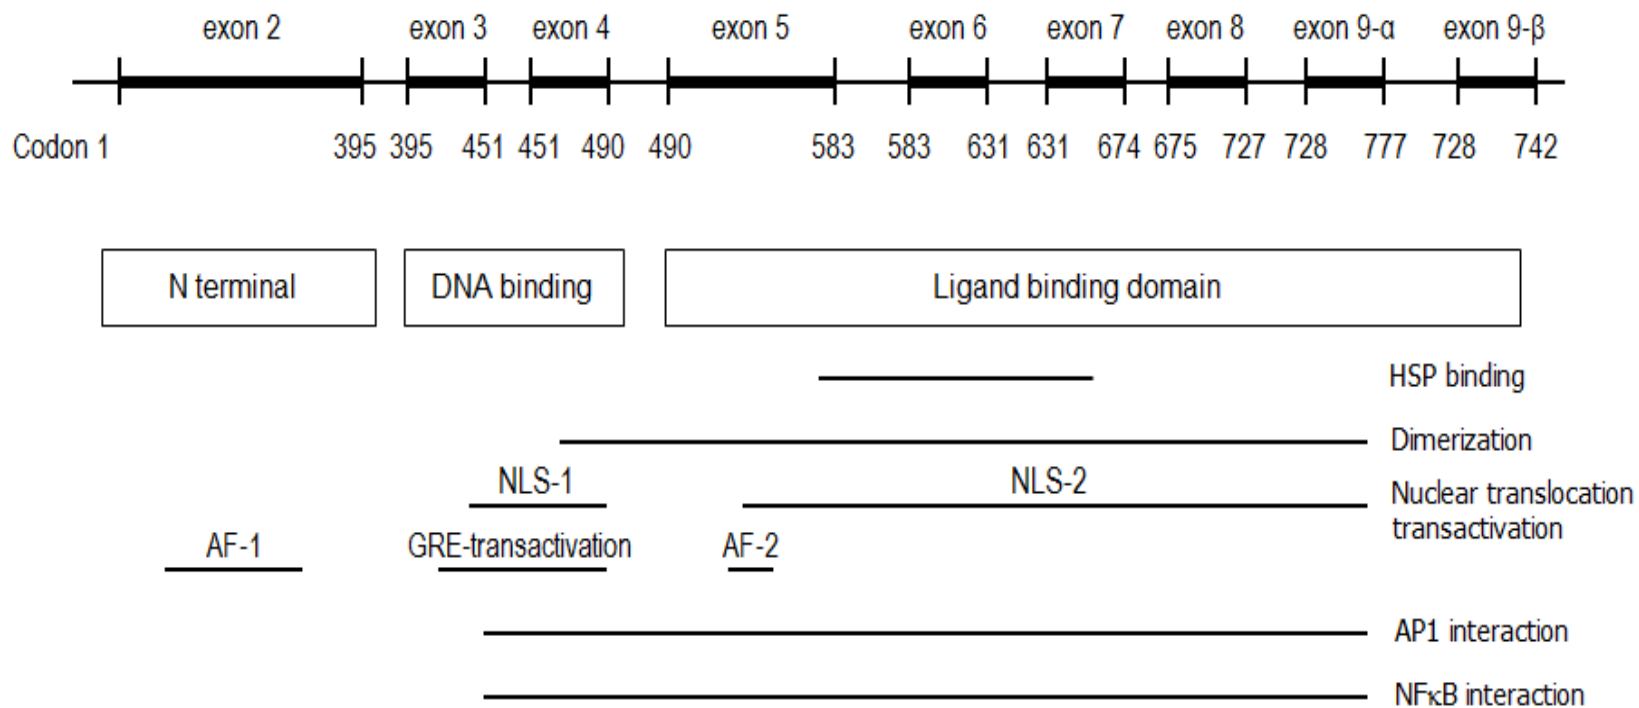 exon 2 exon 3 exon 4 exon 5 exon 6 exon 7 exon 8 exon 9-α exon 9-β
Codon 1 395 395 451 451 490 490 583 583 631 631 674 675 727 728 777 728 742
N terminal DNA binding Ligand binding domain
HSP binding
Dimerization
NLS-1 NLS-2
Nuclear translocation
transactivation
AF-1 GRE-transactivation AF-2
AP1 interaction
NFκB interaction